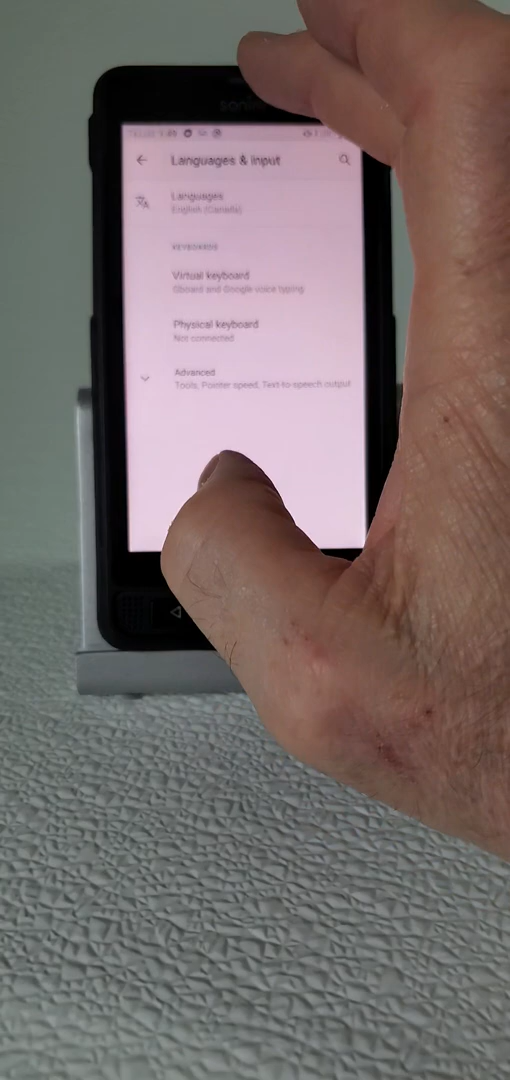 sonim
Languages & input
Languages
English (Canada)
KEYBOARDS
Virtual keyboard
Gboard and Google voice typing
Physical keyboard
Not connected
Advanced
Tools, Pointer speed, Text-to-speech output